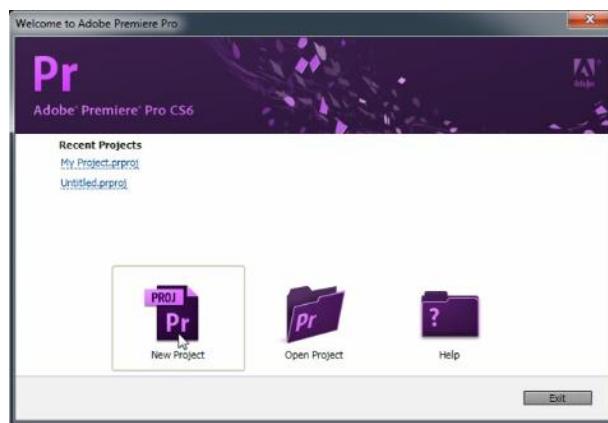 Welcome to Adobe Premiere Pro
Pr
Adobe
Adobe® Premiere® Pro CS6
Recent Projects
My Project.prproj
Untitled.prproj
PROJ
Pr
New Project
Pr
Open Project
?
Help
Exit